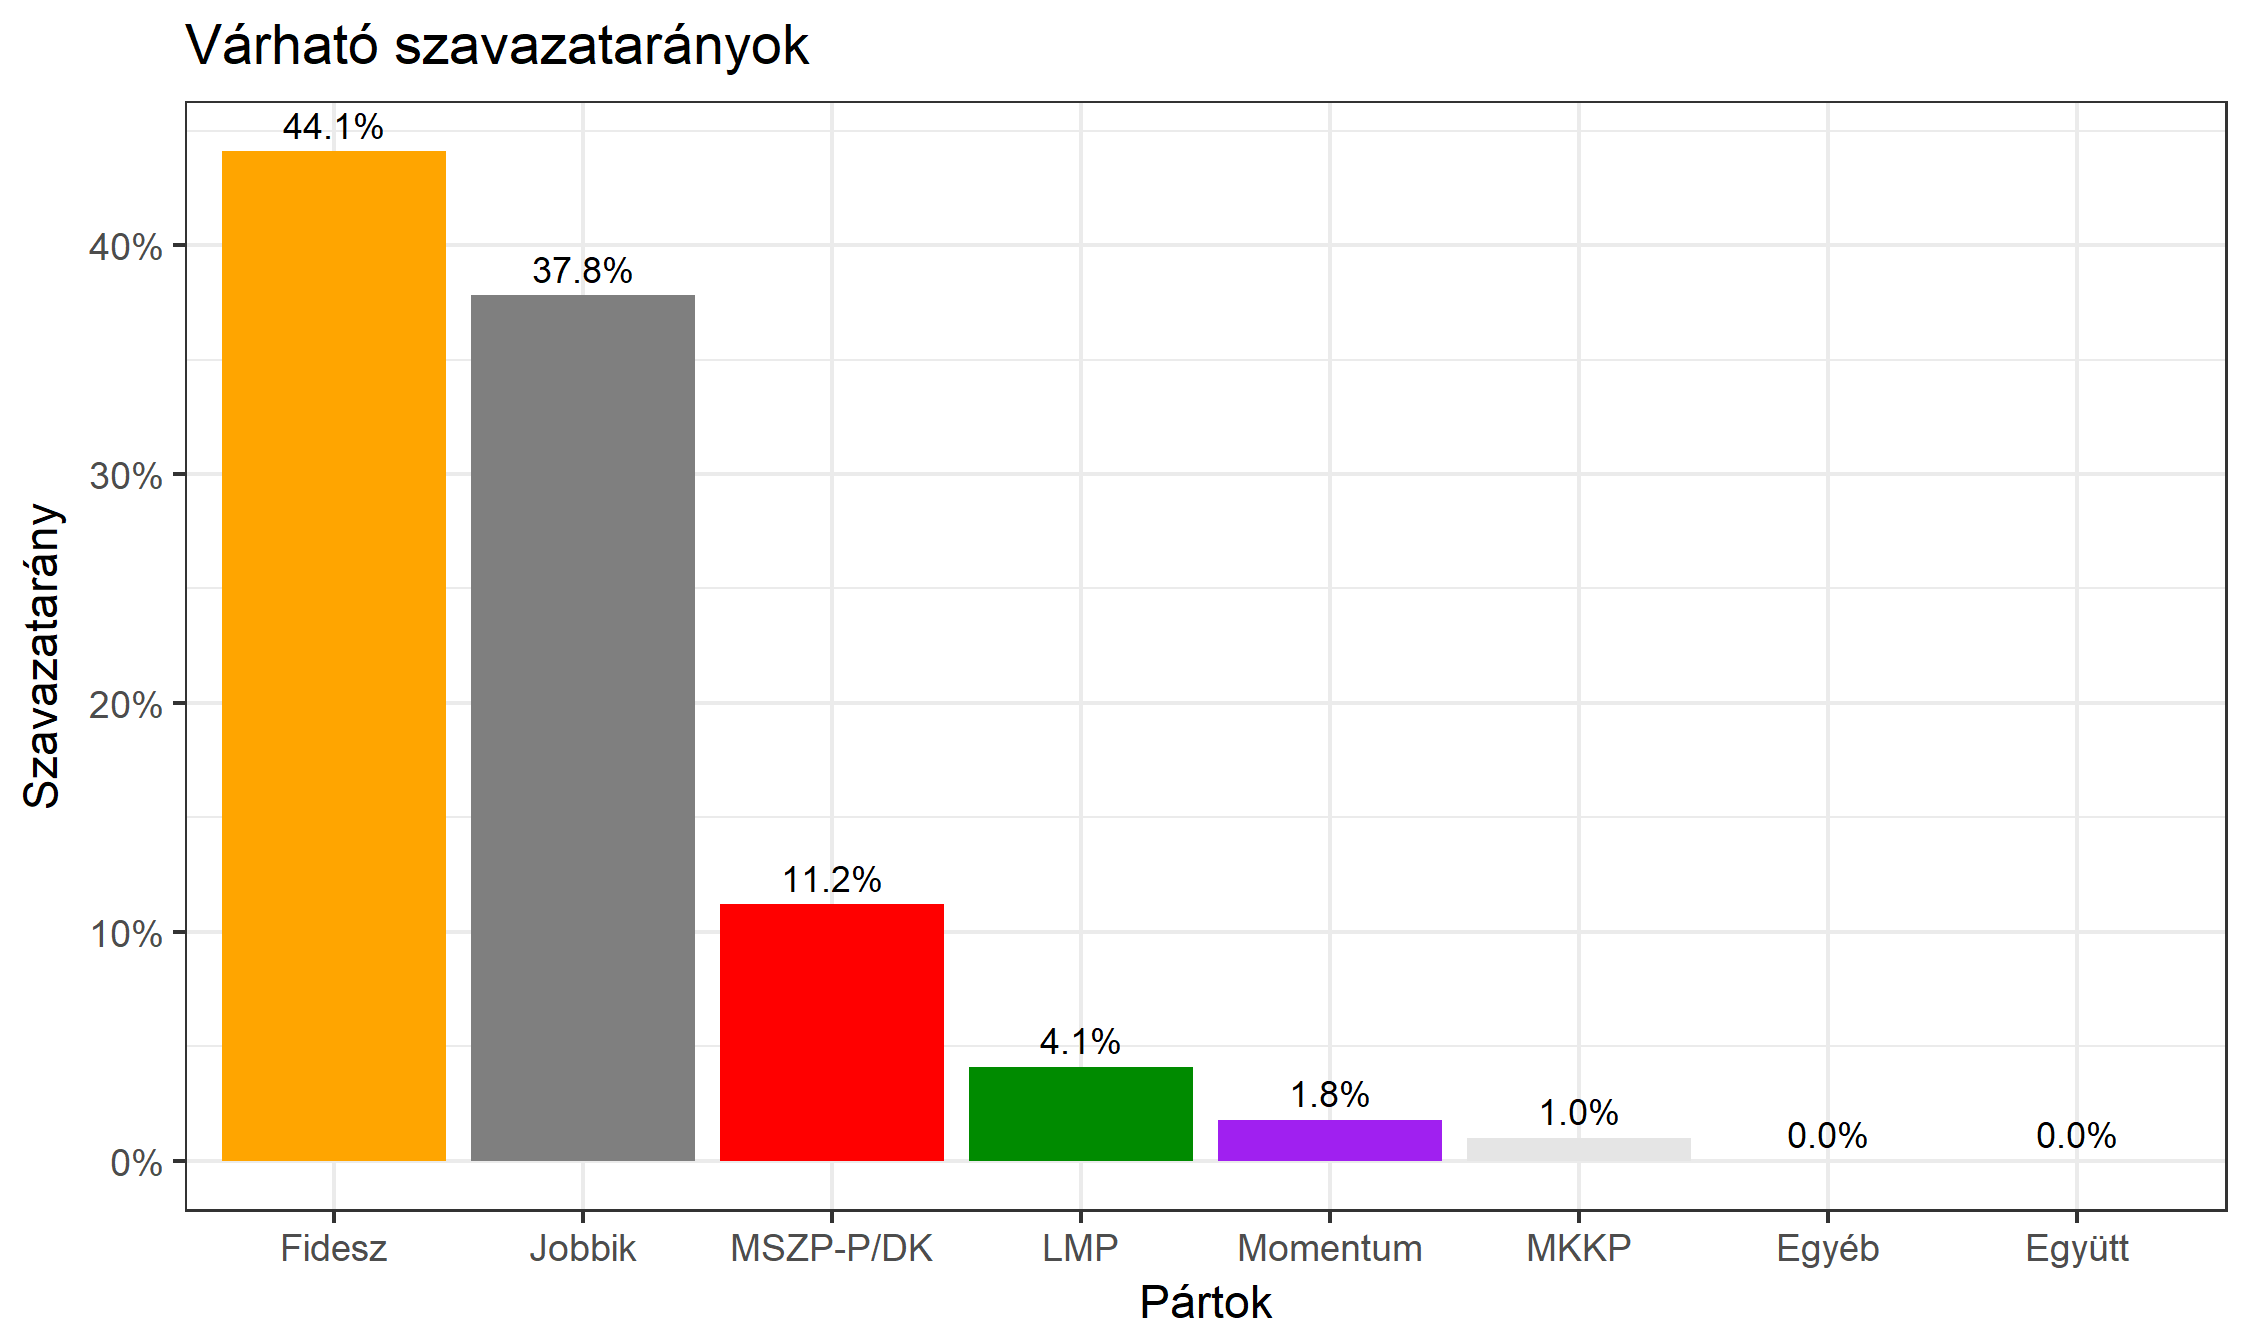 Várható szavazatarányok
44.1%
37.8%
11.2%
4.1%
1.8%
1.0%
0.0%
0.0%
40%
30%
20%
10%
0%
Szavazatarány
Fidesz
Jobbik
MSZP-P/DK
LMP
Momentum
MKKP
Egyéb
Együtt
Pártok